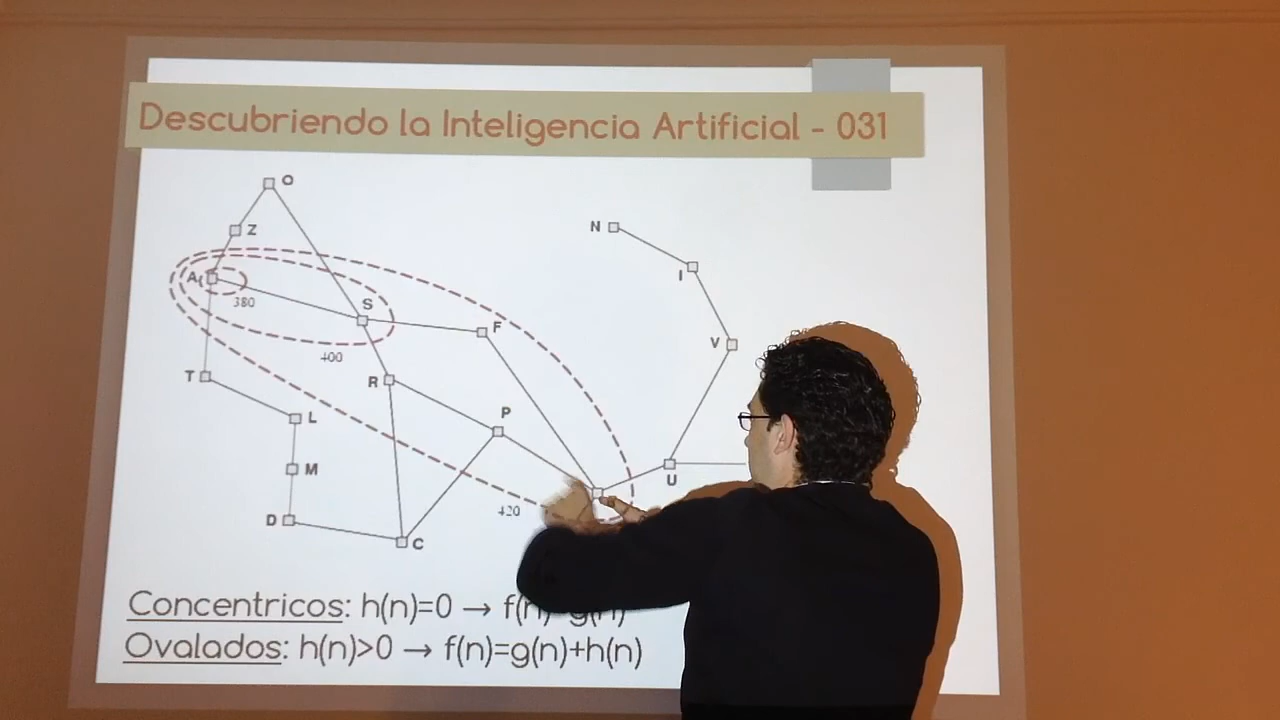 Descubriendo la Inteligencia Artificial - 031
O
Z
N
A
I
380
S
F
V
400
T
R
P
L
M
U
420
D
C
Concentricos: h(n)=0 → f(n)=g(n)
Ovalados: h(n)>0 → f(n)=g(n)+h(n)